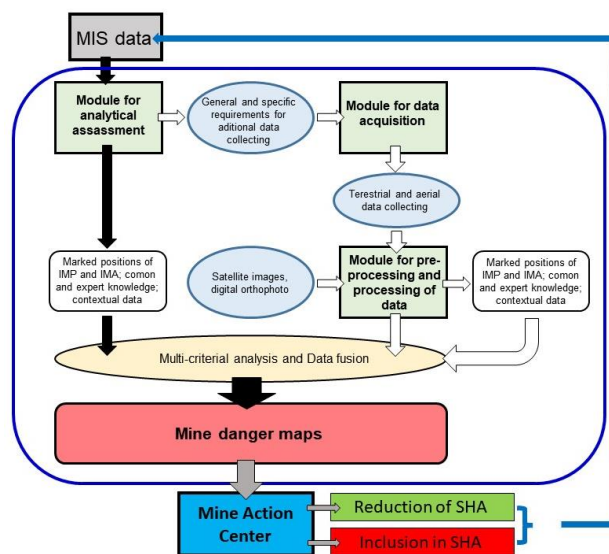 MIS data
Module for
analytical
assassment
General and specific
requirements for
aditional data
collecting
Module for data
acquisition
Terestrial and aerial
data collecting
Marked positions of
IMP and IMA; comon
and expert knowledge;
contextual data
Satellite images,
digital orthophoto
Module for pre-
processing and
processing of
data
Marked positions of
IMP and IMA; comon
and expert knowledge;
contextual data
Multi-criterial analysis and Data fusion
Mine danger maps
Mine Action
Center
Reduction of SHA
Inclusion in SHA